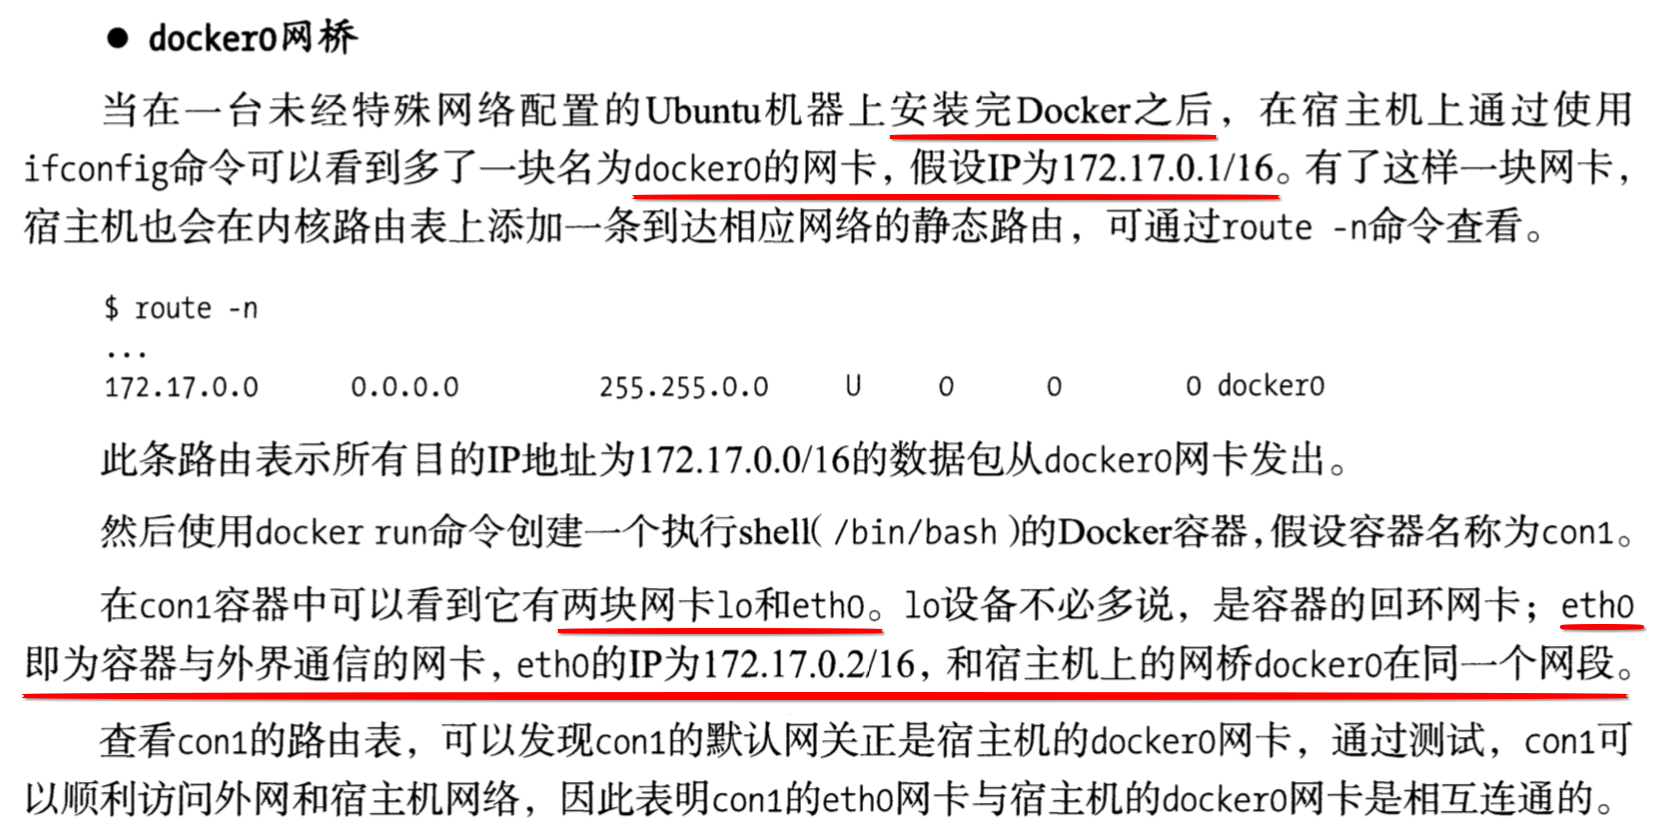 ● docker0网桥
当在一台未经特殊网络配置的Ubuntu机器上安装完Docker之后，在宿主机上通过使用
ifconfig命令可以看到多了一块名为docker0的网卡，假设IP为172.17.0.1/16。有了这样一块网卡，
宿主机也会在内核路由表上添加一条到达相应网络的静态路由，可通过route -n命令查看。
$ route -n
...
172.17.0.0 0.0.0.0 255.255.0.0 U 0 0 0 docker0
此条路由表示所有目的IP地址为172.17.0.0/16的数据包从docker0网卡发出。
然后使用docker run命令创建一个执行shell（/bin/bash）的Docker容器，假设容器名称为con1。
在con1容器中可以看到它有两块网卡lo和eth0。lo设备不必多说，是容器的回环网卡；eth0
即为容器与外界通信的网卡，eth0的IP为172.17.0.2/16，和宿主机上的网桥docker0在同一个网段。
查看con1的路由表，可以发现con1的默认网关正是宿主机的docker0网卡，通过测试，con1可
以顺利访问外网和宿主机网络，因此表明con1的eth0网卡与宿主机的docker0网卡是相互连通的。